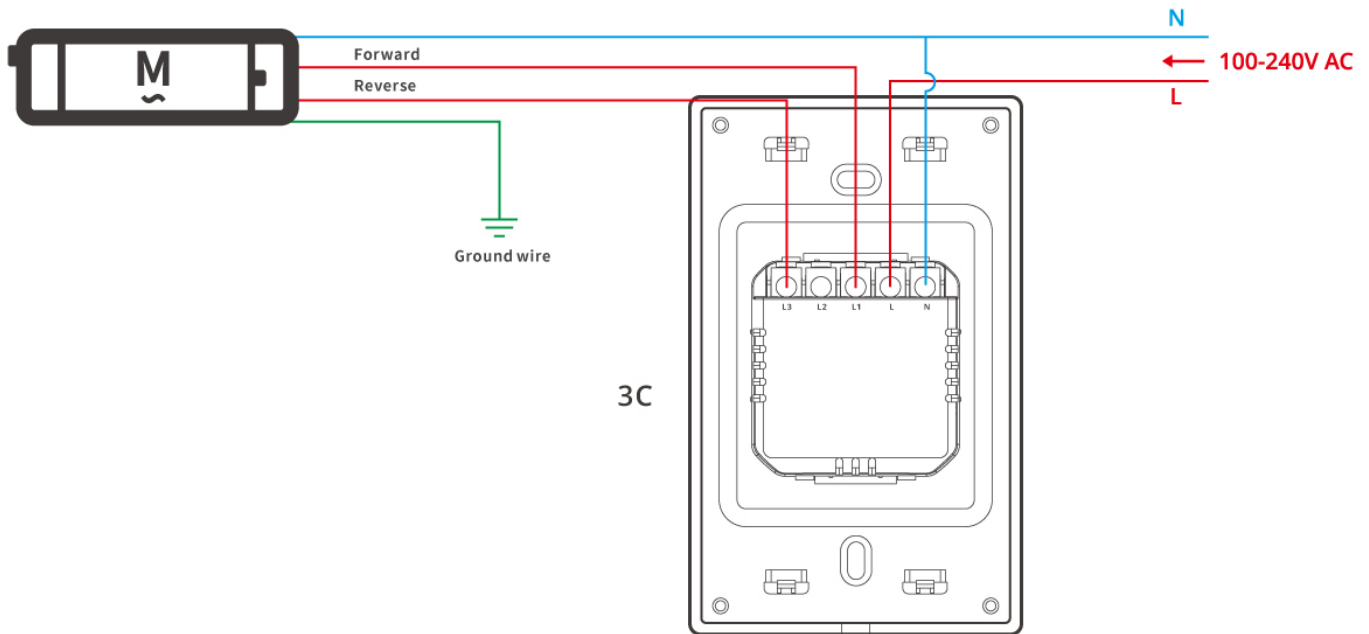 N
Forward
100-240V AC
M
Reverse
L
Ground wire
L3 L2 L1 L N
3C